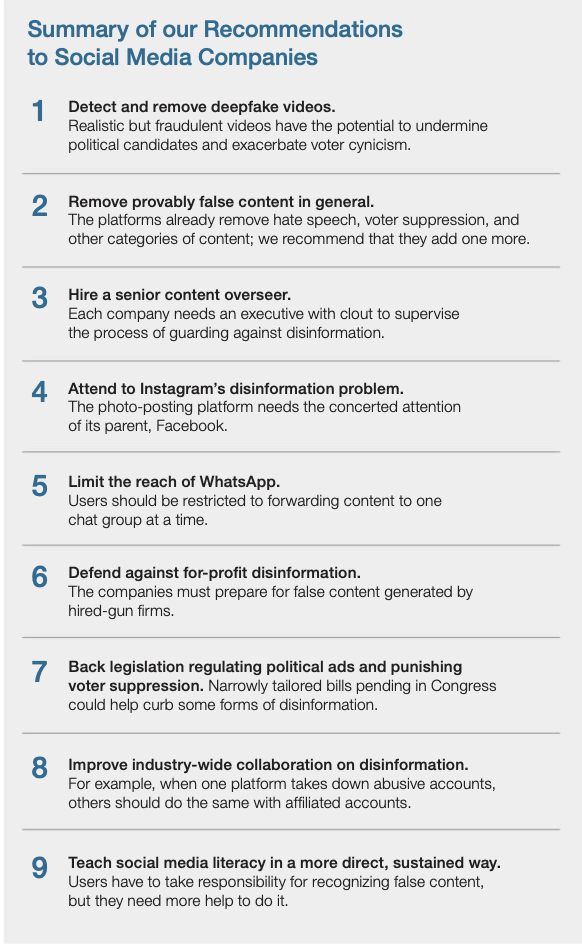 Summary of our Recommendations
to Social Media Companies
1
Detect and remove deepfake videos.
Realistic but fraudulent videos have the potential to undermine
political candidates and exacerbate voter cynicism.
2
Remove provably false content in general.
The platforms already remove hate speech, voter suppression, and
other categories of content; we recommend that they add one more.
3
Hire a senior content overseer.
Each company needs an executive with clout to supervise
the process of guarding against disinformation.
4
Attend to Instagram’s disinformation problem.
The photo-posting platform needs the concerted attention
of its parent, Facebook.
5
Limit the reach of WhatsApp.
Users should be restricted to forwarding content to one
chat group at a time.
6
Defend against for-profit disinformation.
The companies must prepare for false content generated by
hired-gun firms.
7
Back legislation regulating political ads and punishing
voter suppression. Narrowly tailored bills pending in Congress
could help curb some forms of disinformation.
8
Improve industry-wide collaboration on disinformation.
For example, when one platform takes down abusive accounts,
others should do the same with affiliated accounts.
9
Teach social media literacy in a more direct, sustained way.
Users have to take responsibility for recognizing false content,
but they need more help to do it.